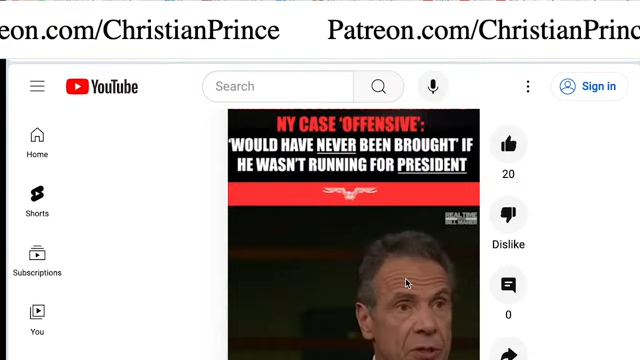 eon.com/ChristianPrince Patreon.com/ChristianPrinc
YouTube
Search
Sign in
NY CASE 'OFFENSIVE':
'WOULD HAVE NEVER BEEN BROUGHT' IF
HE WASN'T RUNNING FOR PRESIDENT
REAL TIME
BILL MAHER
Home
Shorts
Subscriptions
You
20
Dislike
0